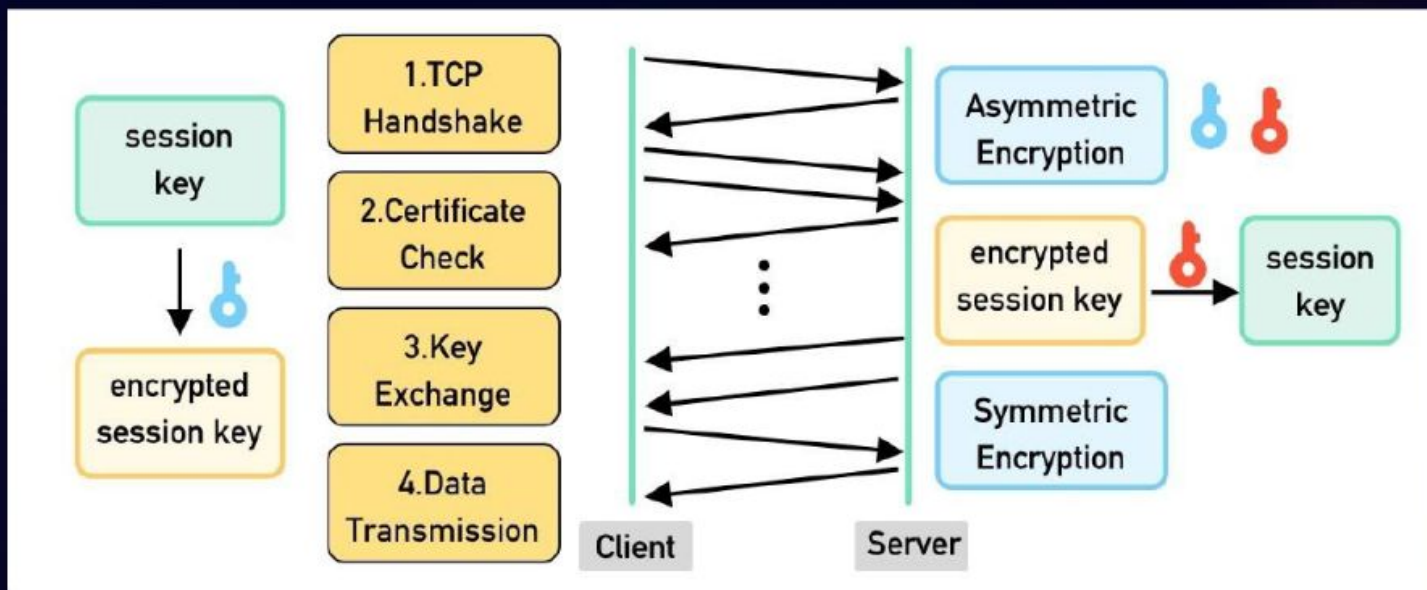 session
key
encrypted
session key
1.TCP
Handshake
2.Certificate
Check
3.Key
Exchange
4.Data
Transmission
Client
Server
Asymmetric
Encryption
encrypted
session key
session
key
Symmetric
Encryption